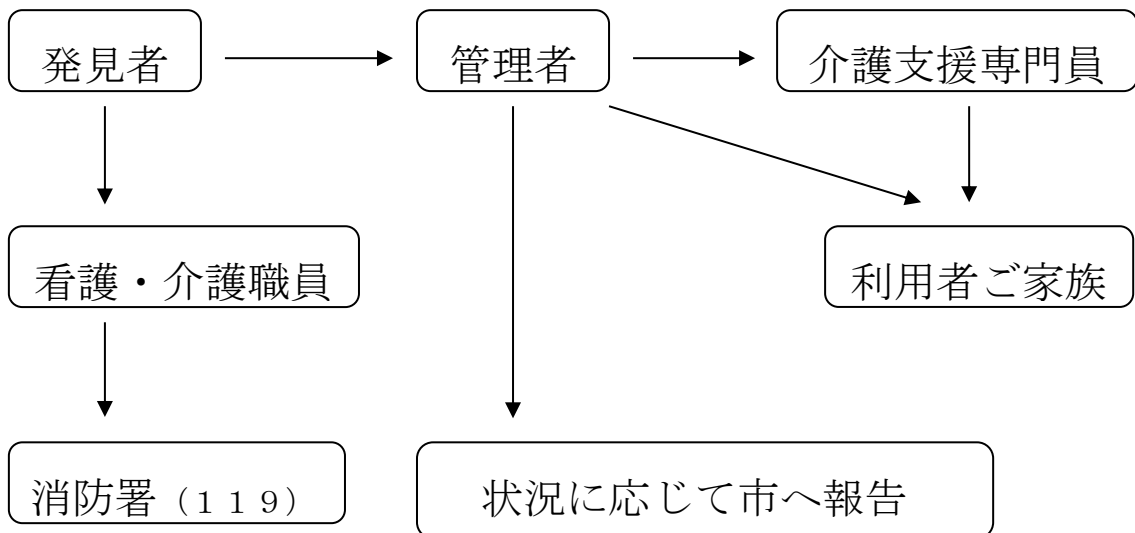 発見者
管理者
介護支援専門員
看護・介護職員
利用者ご家族
消防署(119)
状況に応じて市へ報告